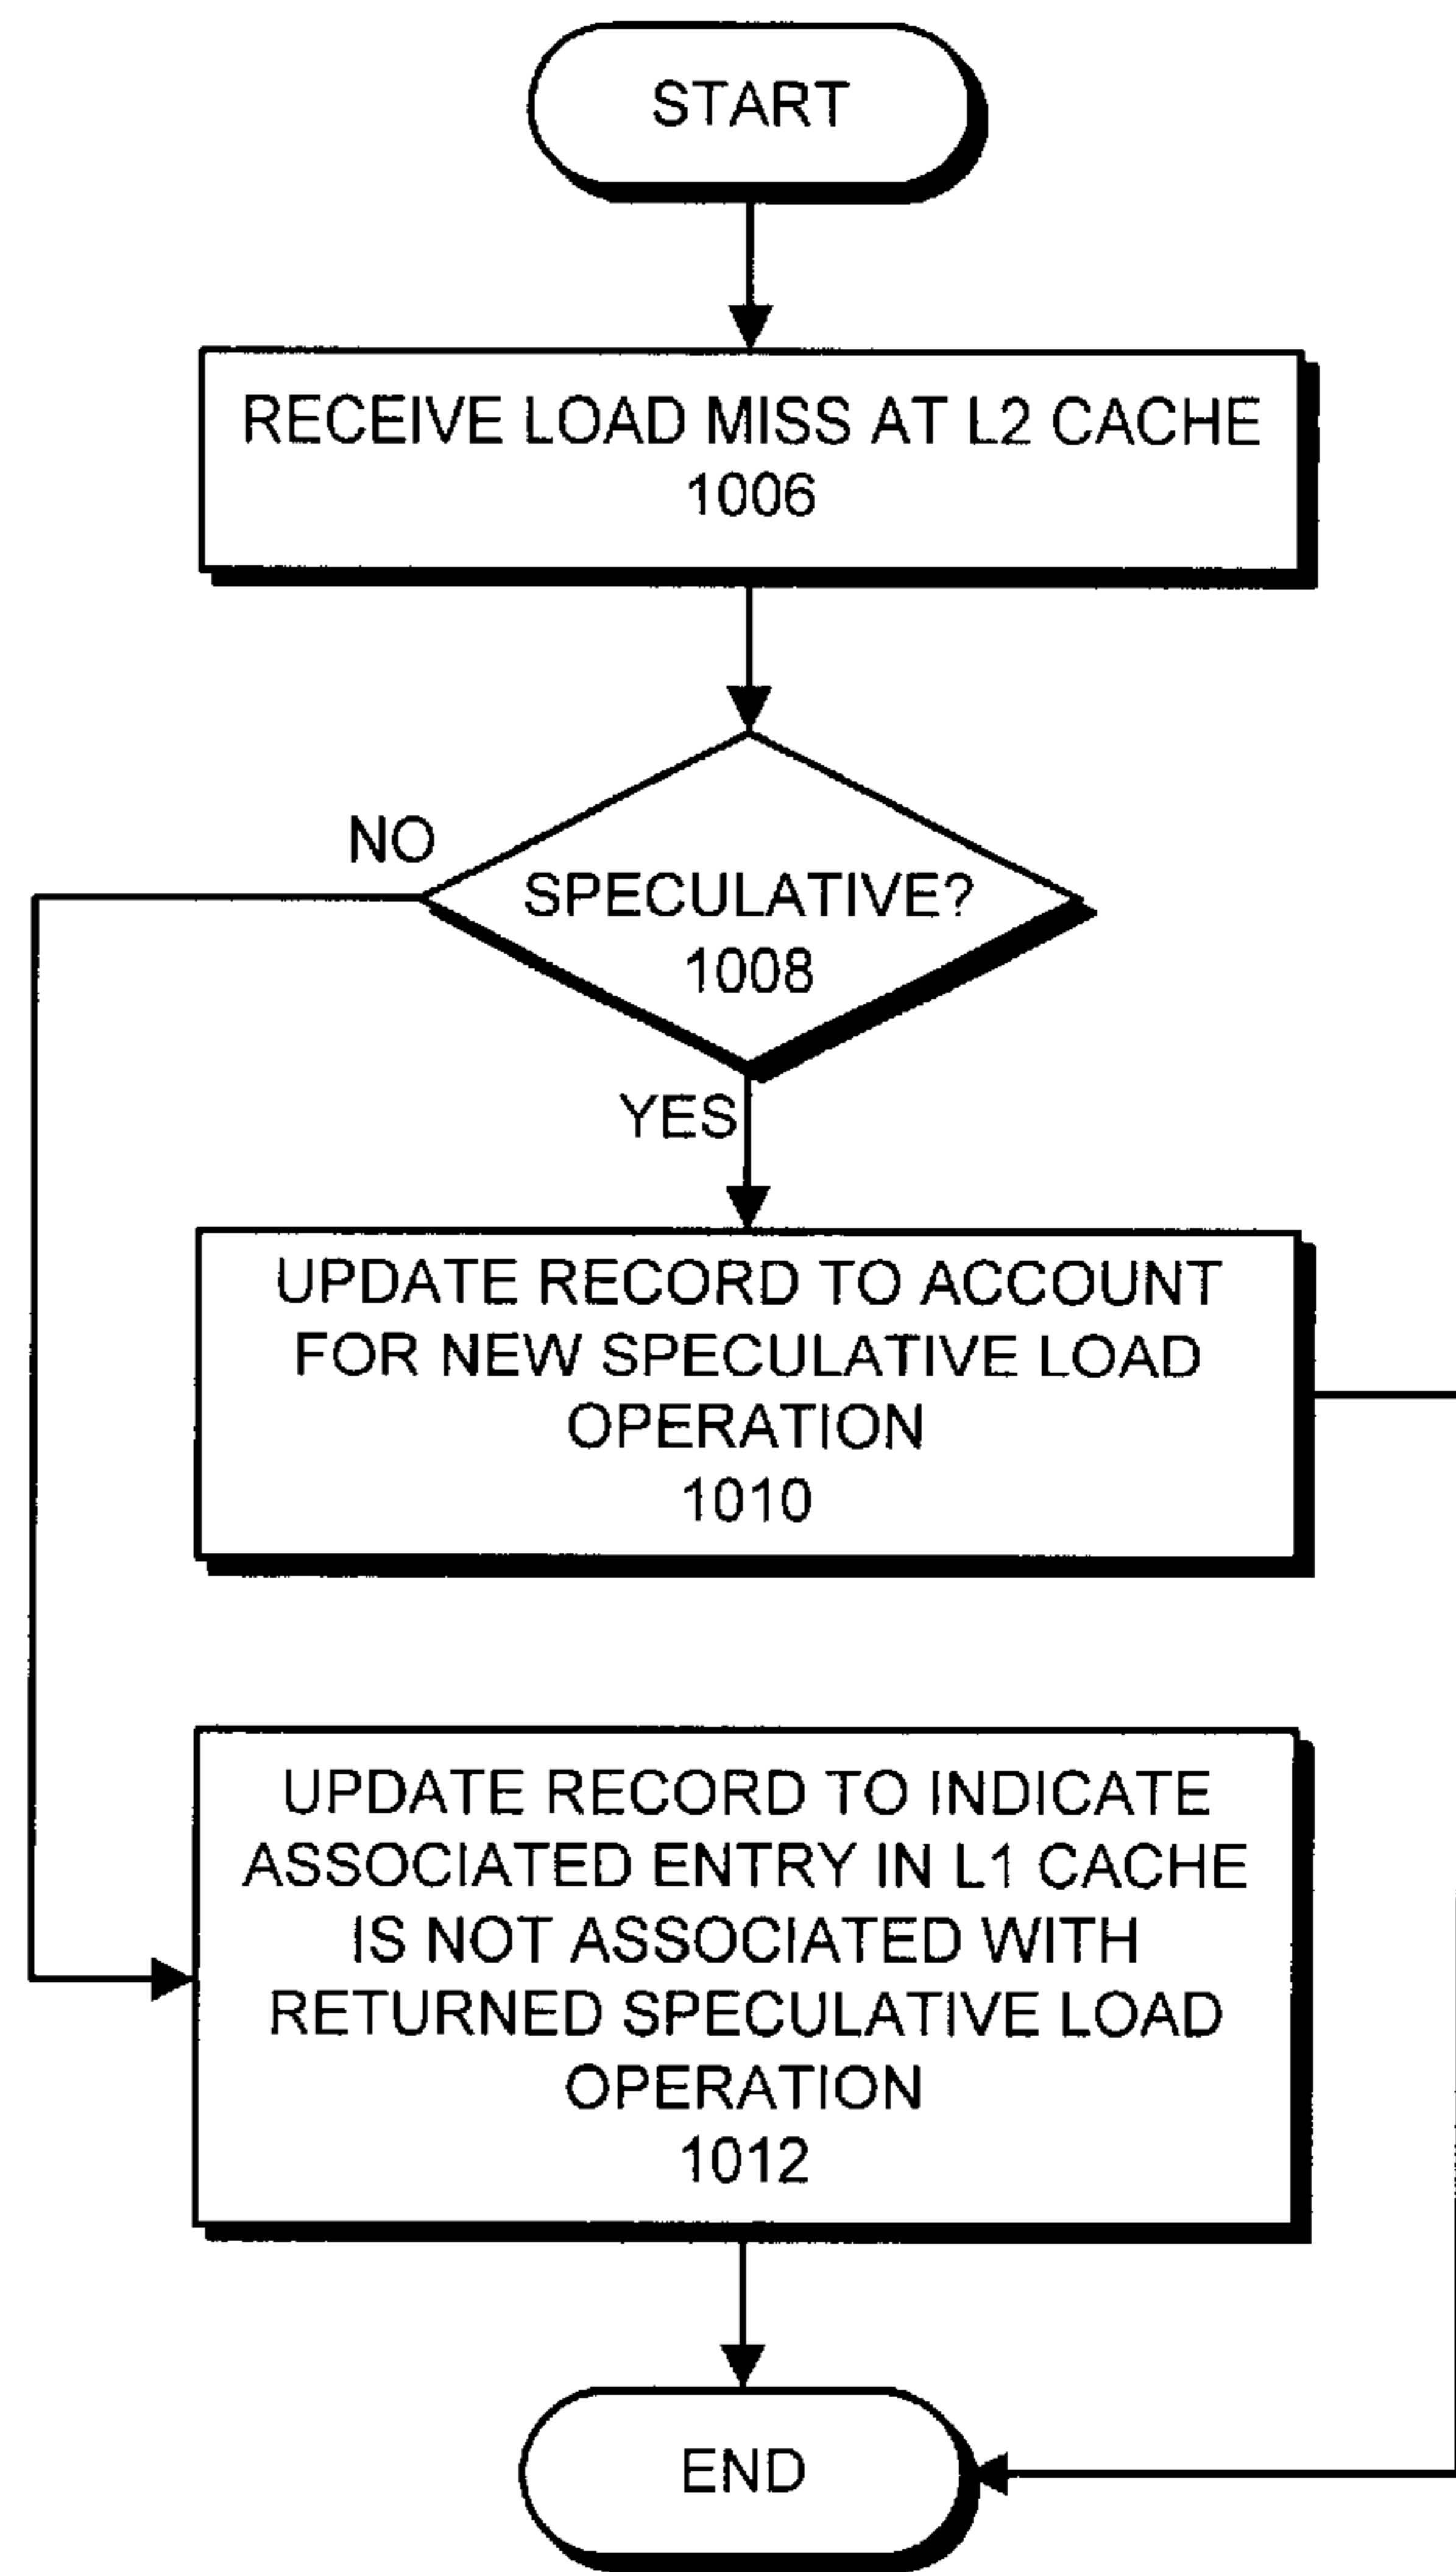 START
RECEIVE LOAD MISS AT L2 CACHE
1006
NO
SPECULATIVE?
1008
YES
UPDATE RECORD TO ACCOUNT
FOR NEW SPECULATIVE LOAD
OPERATION
1010
UPDATE RECORD TO INDICATE
ASSOCIATED ENTRY IN L1 CACHE
IS NOT ASSOCIATED WITH
RETURNED SPECULATIVE LOAD
OPERATION
1012
END